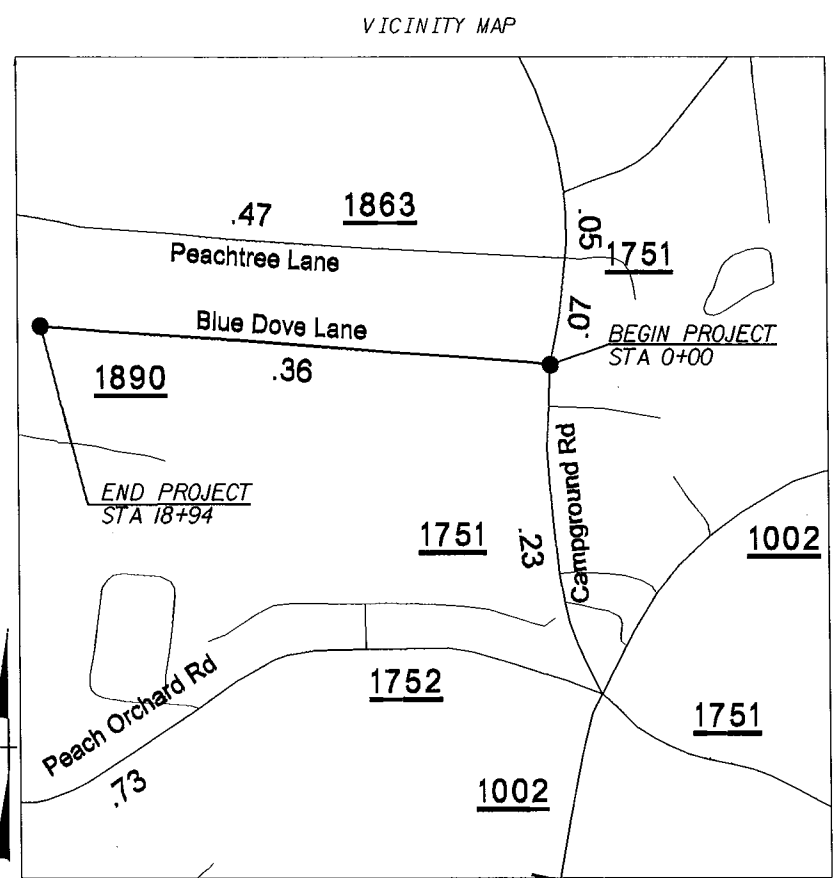 VICINITY MAP
.47
1863
.05
1751
Peachtree Lane
.07
Blue Dove Lane
BEGIN PROJECT
STA 0+00
.36
1890
END PROJECT
STA 18+94
Campground Rd
1751
.23
1002
Peach Orchard Rd
1752
1751
.73
1002